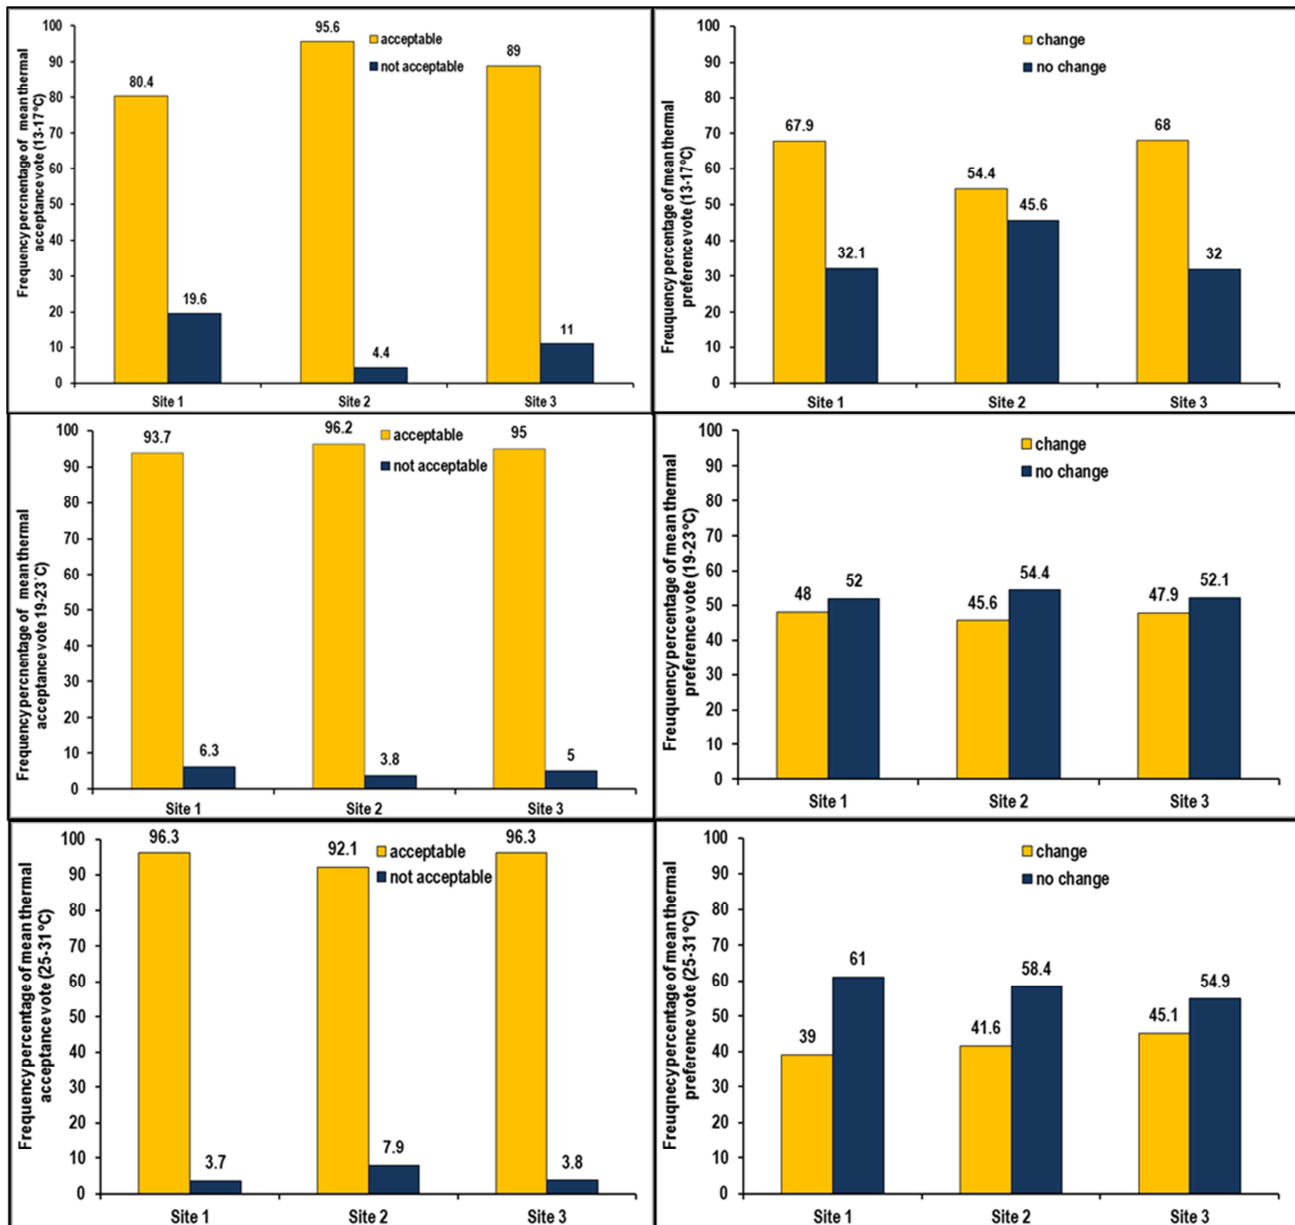 Frequency percnentage of mean thermal
acceptance vote (13-17°C)
100
90
80
70
60
50
40
30
20
10
0
80.4
19.6
95.6
4.4
89
11
acceptable
not acceptable
Site 1
Site 2
Site 3
Freuquency percentage of mean thermal
preference vote (13-17°C)
100
90
80
70
60
50
40
30
20
10
0
67.9
32.1
54.4
45.6
68
32
change
no change
Site 1
Site 2
Site 3
Frequency percnentage of mean thermal
acceptance vote 19-23°C)
100
90
80
70
60
50
40
30
20
10
0
93.7
6.3
96.2
3.8
95
5
acceptable
not acceptable
Site 1
Site 2
Site 3
Freuquency percentage of mean thermal
preference vote (19-23°C)
100
90
80
70
60
50
40
30
20
10
0
48
52
45.6
54.4
47.9
52.1
change
no change
Site 1
Site 2
Site 3
Frequency percentage of mean thermal
acceptance vote (25-31°C)
100
90
80
70
60
50
40
30
20
10
0
96.3
3.7
92.1
7.9
96.3
3.8
acceptable
not acceptable
Site 1
Site 2
Site 3
Freuqnecy percentage of mean thermal
preference vote (25-31°C)
100
90
80
70
60
50
40
30
20
10
0
39
61
41.6
58.4
45.1
54.9
change
no change
Site 1
Site 2
Site 3